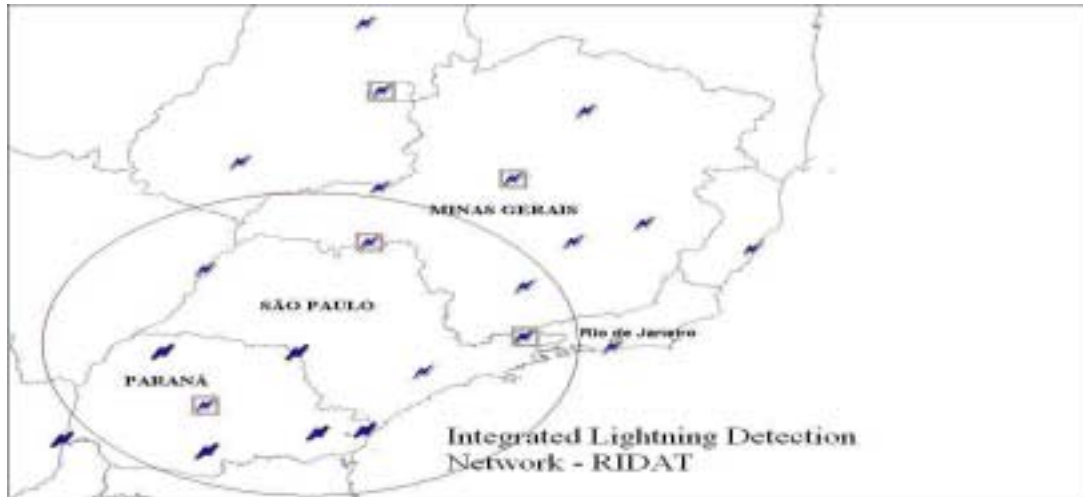 MINAS GERAIS
SÃO PAULO
Rio de Janeiro
PARANÁ
Integrated Lightning Detection
Network - RIDAT